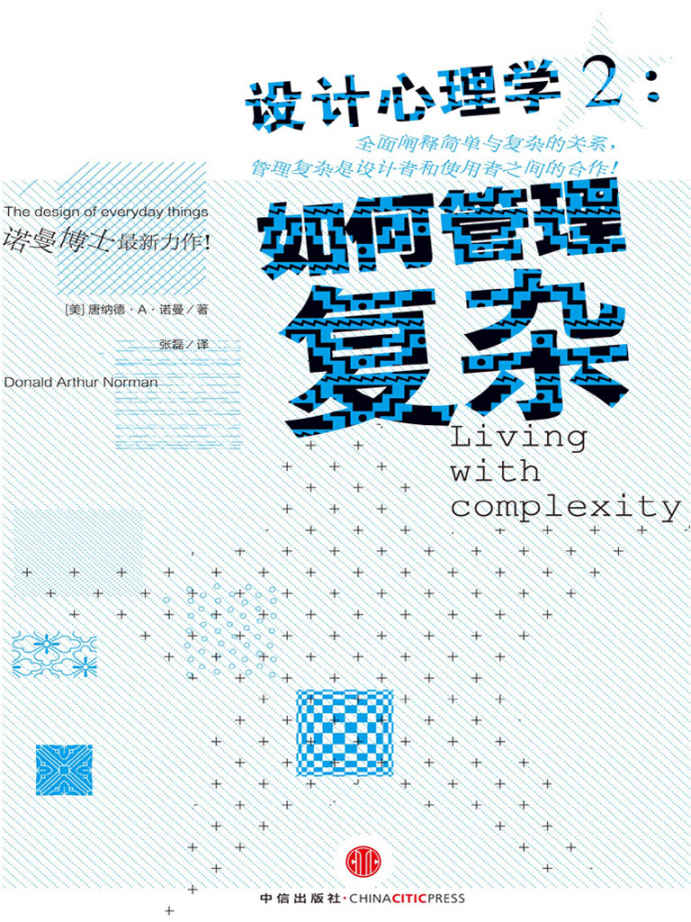 设计心理学 2:
全面阐释简单与复杂的关系,
管理复杂是设计者和使用者之间的合作!
The design of everyday things
诺曼博士最新力作!
如何管理
复杂
[美] 唐纳德·A·诺曼/著
张磊/译
Donald Arthur Norman
Living
with
complexity
中信出版社·CHINACITICPRESS